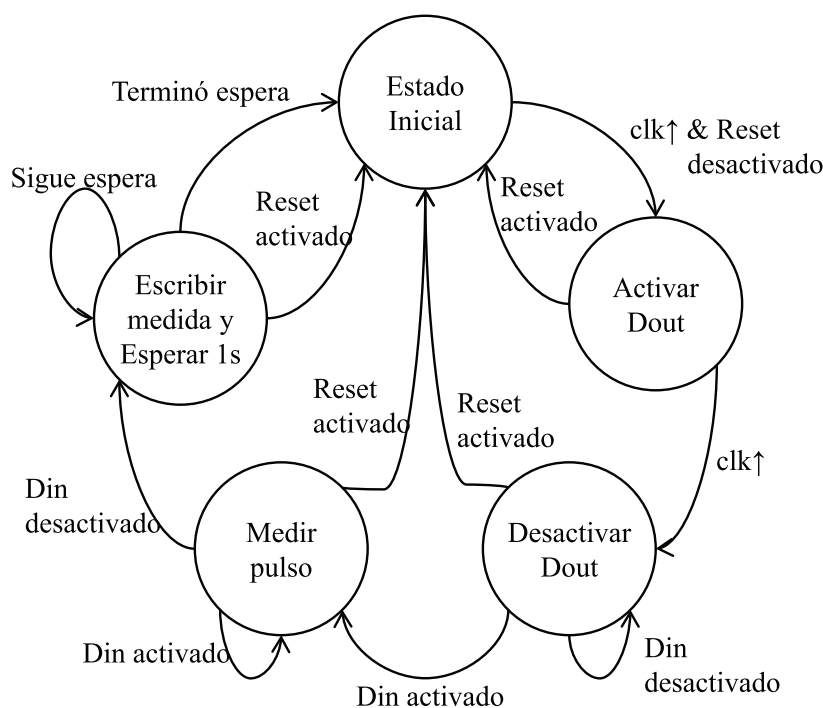 Estado
Inicial
Terminó espera
clk↑ & Reset
desactivado
Sigue espera
Reset
activado
Reset
activado
Escribir
medida y
Esperar 1s
Activar
Dout
Reset
activado
Reset
activado
clk↑
Din
desactivado
Medir
pulso
Desactivar
Dout
Din activado
Din activado
Din
desactivado